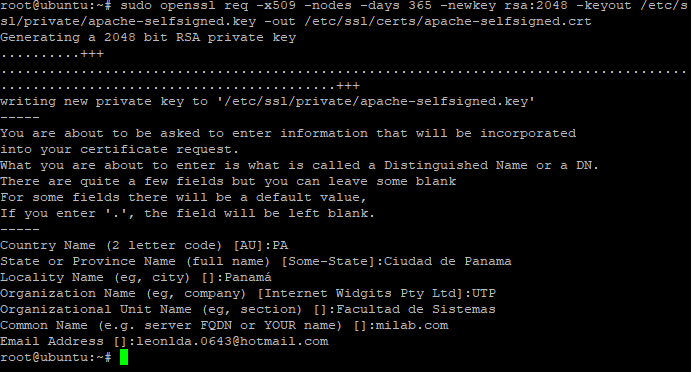 root@ubuntu:~# sudo openssl req -x509 -nodes -days 365 -newkey rsa:2048 -keyout /etc/s
sl/private/apache-selfsigned.key -out /etc/ssl/certs/apache-selfsigned.crt
Generating a 2048 bit RSA private key
..........+++
......................................................................................
..........................................+++
writing new private key to '/etc/ssl/private/apache-selfsigned.key'
-----
You are about to be asked to enter information that will be incorporated
into your certificate request.
What you are about to enter is what is called a Distinguished Name or a DN.
There are quite a few fields but you can leave some blank
For some fields there will be a default value,
If you enter '.', the field will be left blank.
-----
Country Name (2 letter code) [AU]:PA
State or Province Name (full name) [Some-State]:Ciudad de Panama
Locality Name (eg, city) []:Panamá
Organization Name (eg, company) [Internet Widgits Pty Ltd]:UTP
Organizational Unit Name (eg, section) []:Facultad de Sistemas
Common Name (e.g. server FQDN or YOUR name) []:milab.com
Email Address []:leonlda.0643@hotmail.com
root@ubuntu:~#